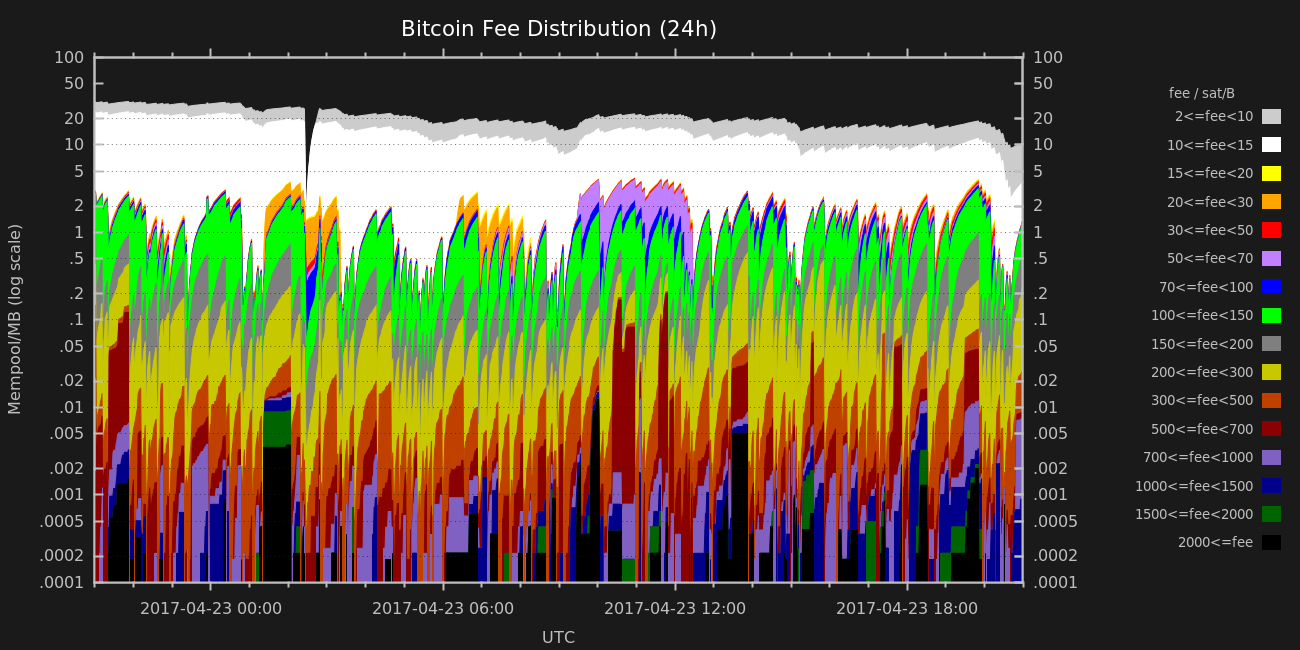 Bitcoin Fee Distribution (24h)
100
50
20
10
5
2
1
.5
.2
.1
.05
.02
.01
.005
.002
.001
.0005
.0002
.0001
Mempool/MB (log scale)
100
50
20
10
5
2
1
.5
.2
.1
.05
.02
.01
.005
.002
.001
.0005
.0002
.0001
2017-04-23 00:00
2017-04-23 06:00
2017-04-23 12:00
2017-04-23 18:00
UTC
fee / sat/B
2<=fee<10
10<=fee<15
15<=fee<20
20<=fee<30
30<=fee<50
50<=fee<70
70<=fee<100
100<=fee<150
150<=fee<200
200<=fee<300
300<=fee<500
500<=fee<700
700<=fee<1000
1000<=fee<1500
1500<=fee<2000
2000<=fee